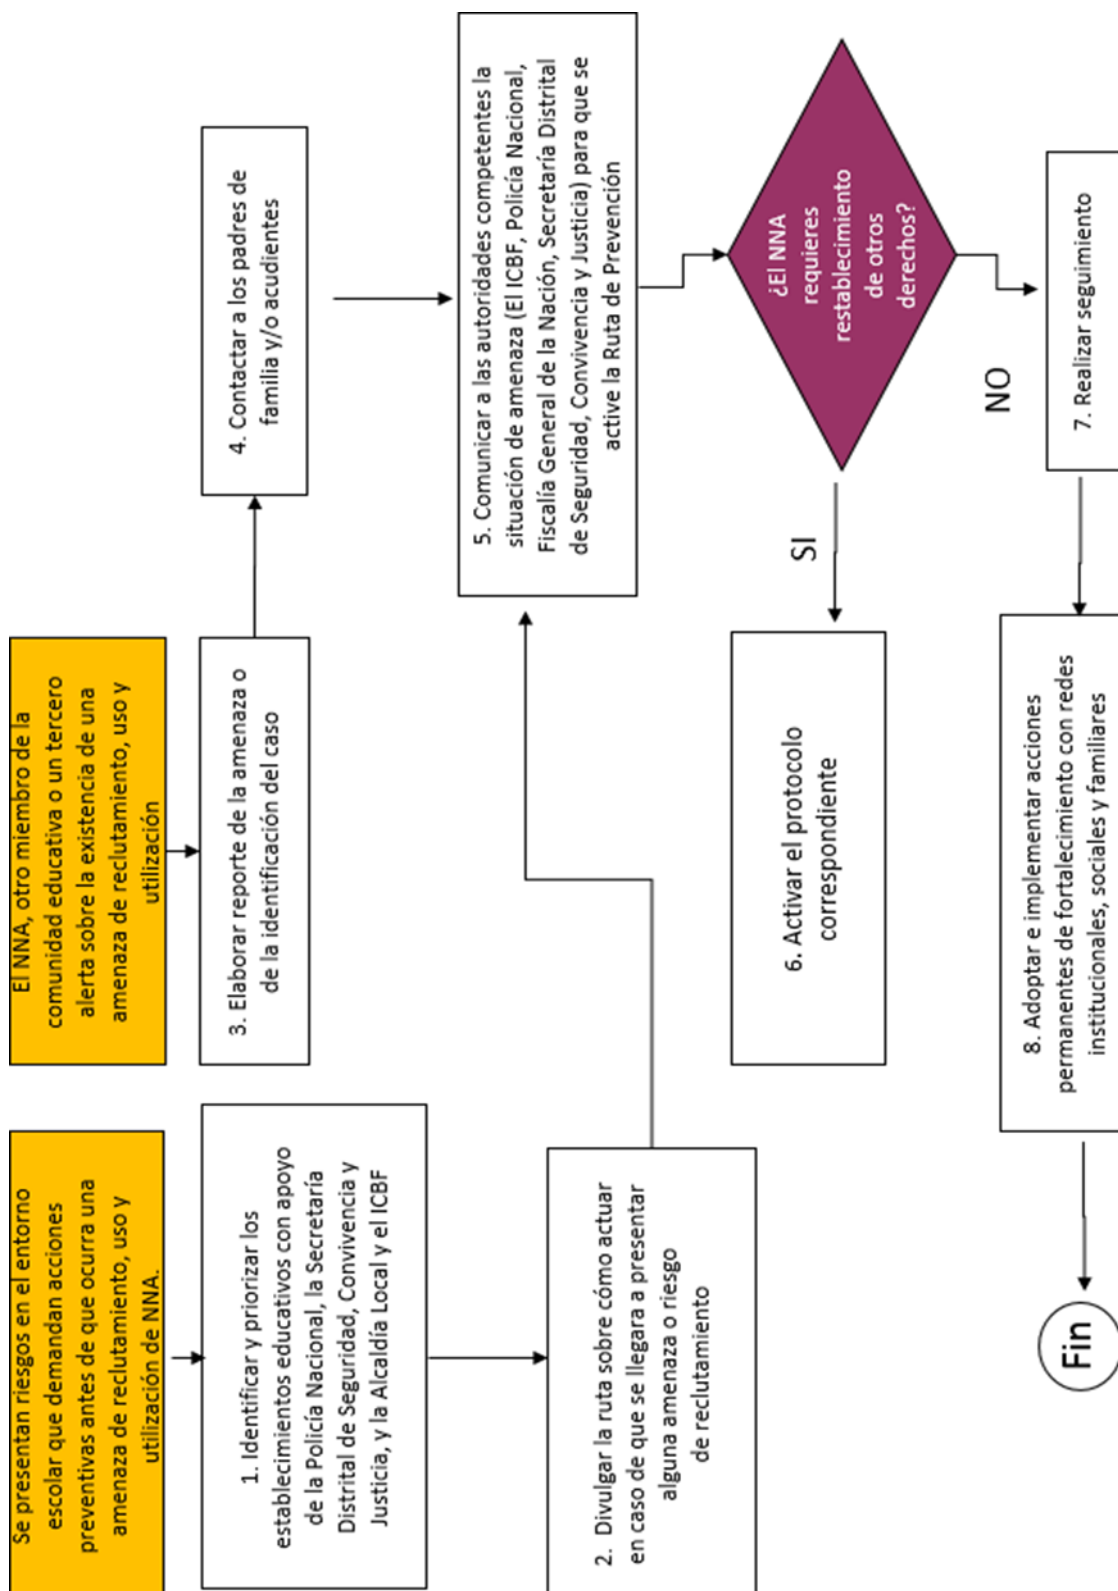 Se presentan riesgos en el entorno
escolar que demandan acciones
preventivas antes de que ocurra una
amenaza de reclutamiento, uso y
utilización de NNA.
El NNA, otro miembro de la
comunidad educativa o un tercero
alerta sobre la existencia de una
amenaza de reclutamiento, uso y
utilización
1. Identificar y priorizar los
establecimientos educativos con apoyo
de la Policía Nacional, la Secretaría
Distrital de Seguridad, Convivencia y
Justicia, y la Alcaldía Local y el ICBF
3. Elaborar reporte de la amenaza o
de la identificación del caso
4. Contactar a los padres de
familia y/o acudientes
2. Divulgar la ruta sobre cómo actuar
en caso de que se llegara a presentar
alguna amenaza o riesgo
de reclutamiento
5. Comunicar a las autoridades competentes la
situación de amenaza (El ICBF, Policía Nacional,
Fiscalía General de la Nación, Secretaría Distrital
de Seguridad, Convivencia y Justicia) para que se
active la Ruta de Prevención
¿El NNA
requieres
restablecimiento
de otros
derechos?
SI
6. Activar el protocolo
correspondiente
NO
7. Realizar seguimiento
8. Adoptar e implementar acciones
permanentes de fortalecimiento con redes
institucionales, sociales y familiares
Fin